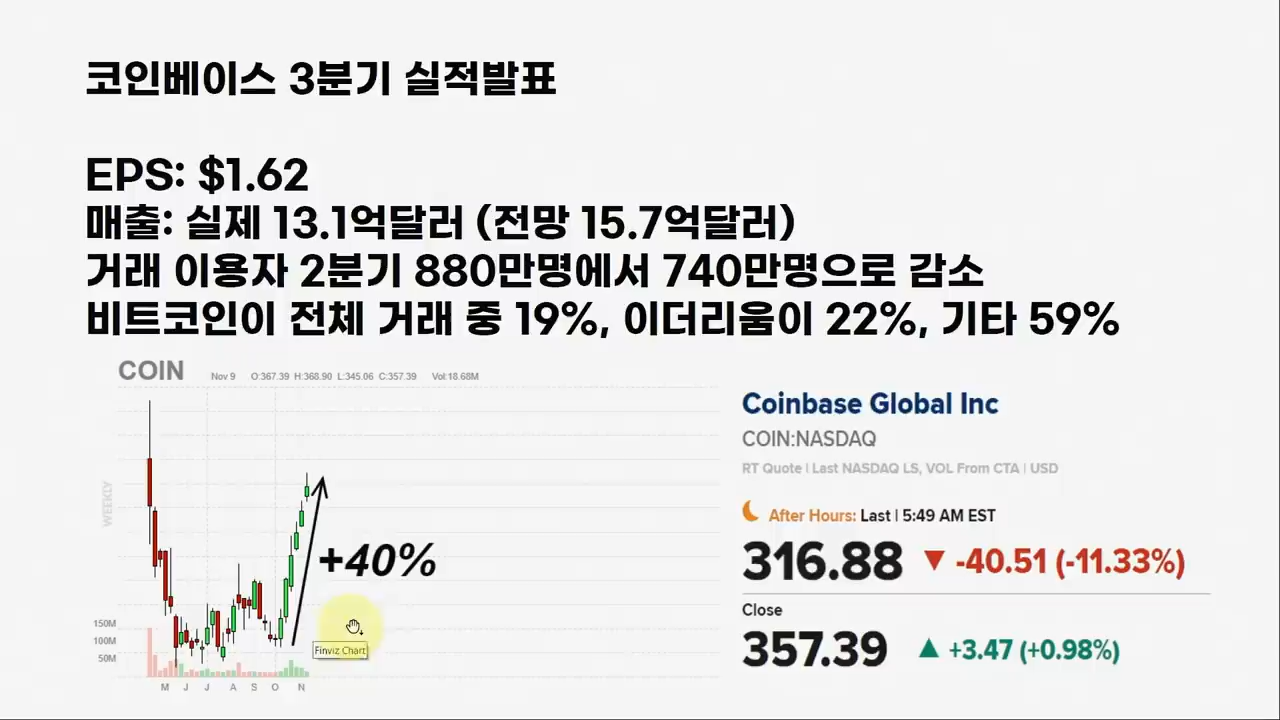 코인베이스 3분기 실적발표
EPS: $1.62
매출: 실제 13.1억달러 (전망 15.7억달러)
거래 이용자 2분기 880만명에서 740만명으로 감소
비트코인이 전체 거래 중 19%, 이더리움이 22%, 기타 59%
COIN Nov 9 O:367.39 H:368.90 L:345.06 C:357.39 Vol:18.68M
WEEKLY
+40%
150M
100M
50M
Finviz Chart
M J J A S O N
Coinbase Global Inc
COIN:NASDAQ
RT Quote | Last NASDAQ LS, VOL From CTA | USD
After Hours: Last | 5:49 AM EST
316.88 ▼ -40.51 (-11.33%)
Close
357.39 ▲ +3.47 (+0.98%)